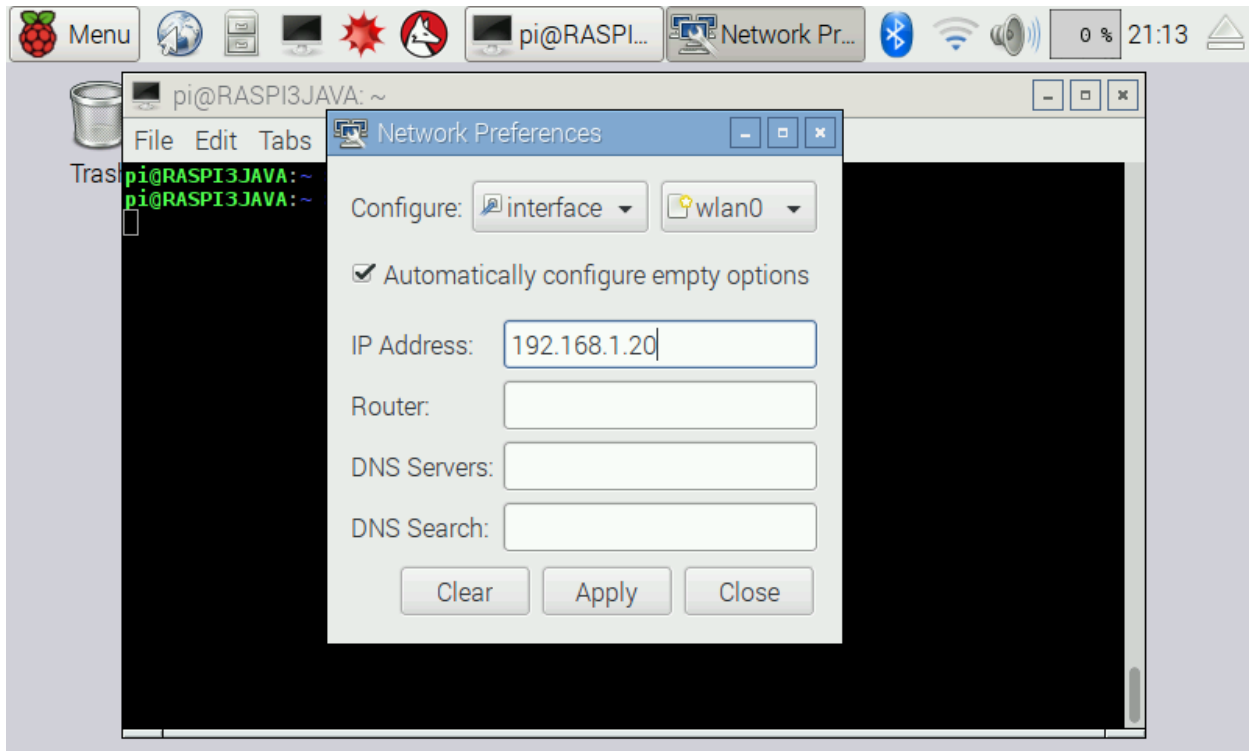 Menu pi@RASPI... Network Pr... 0 % 21:13
pi@RASPI3JAVA: ~
File Edit Tabs
Network Preferences
Trash
pi@RASPI3JAVA:~
pi@RASPI3JAVA:~
Configure: interface wlan0
Automatically configure empty options
IP Address: 192.168.1.20
Router:
DNS Servers:
DNS Search:
Clear Apply Close